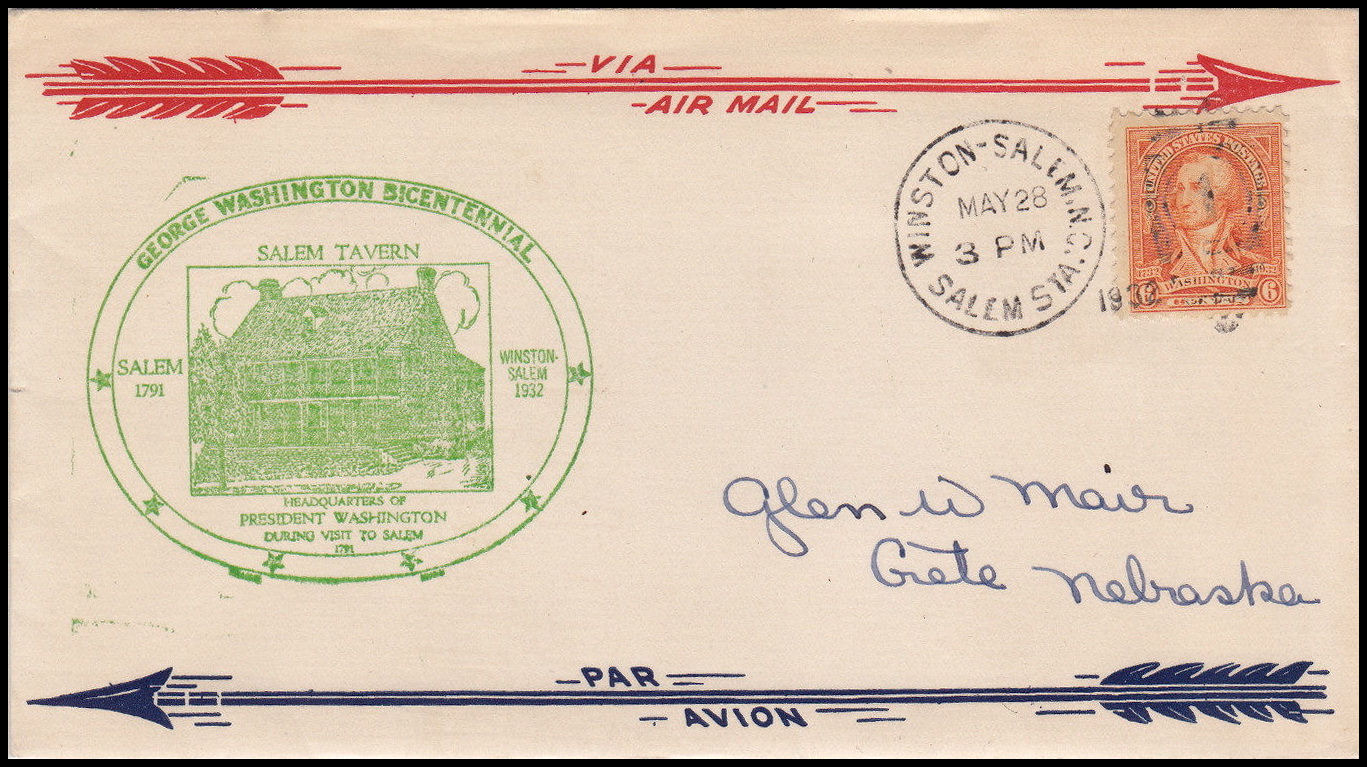 VIA
AIR MAIL
GEORGE WASHINGTON BICENTENNIAL
SALEM TAVERN
SALEM
1791
WINSTON-
SALEM
1932
HEADQUARTERS OF
PRESIDENT WASHINGTON
DURING VISIT TO SALEM
1791
WINSTON-SALEM, N.C.
MAY 28
3 PM
SALEM STA.
1932
UNITED STATES POSTAGE
1732
1932
WASHINGTON
6
6
Glen W Mair
Crete Nebraska
PAR
AVION